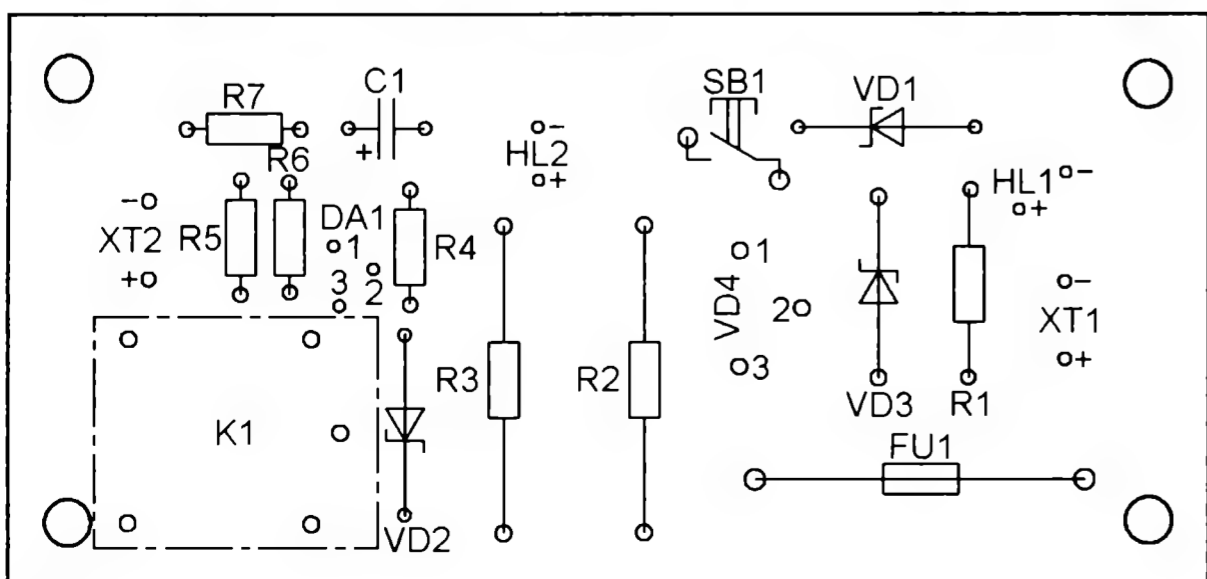 R7
C1
SB1
VD1
R6
+
HL2
-
+
HL1
-
+
-
XT2
+
R5
DA1
1
2
3
R4
VD4
1
2
3
VD3
R1
-
XT1
+
K1
VD2
R3
R2
FU1